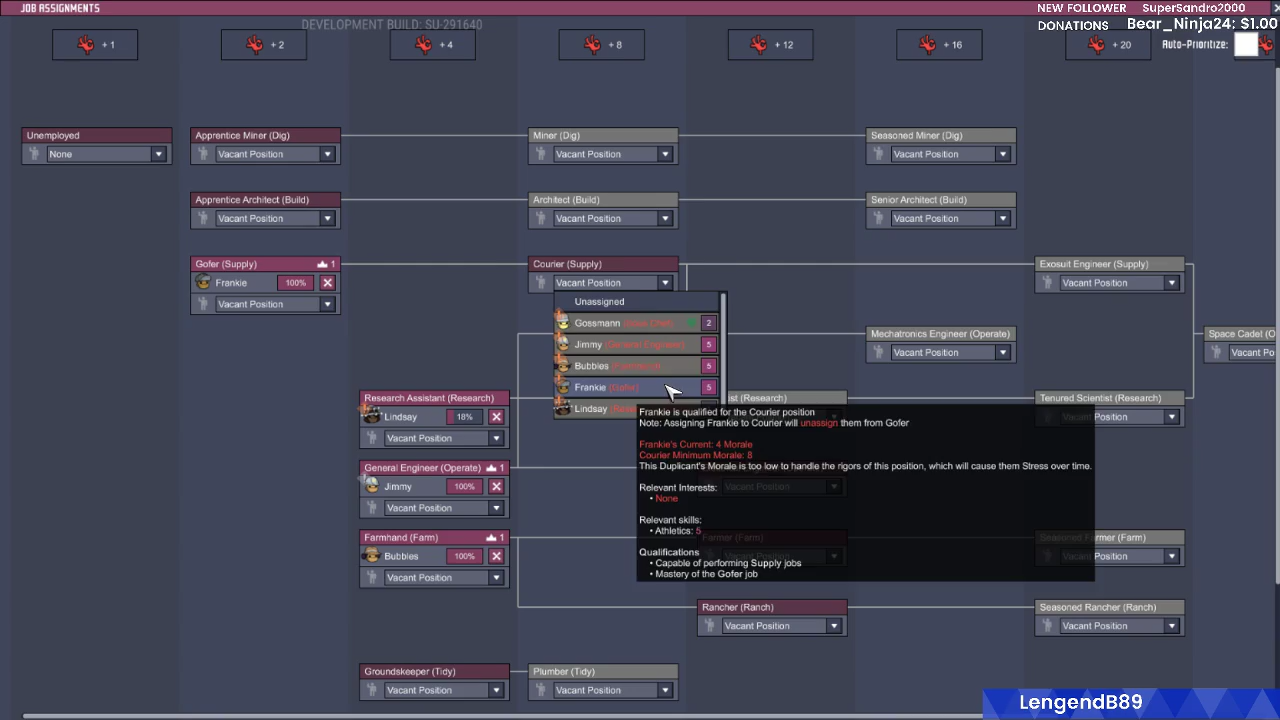 JOB ASSIGNMENTS
NEW FOLLOWER SuperSandro2000
DEVELOPMENT BUILD: SU-291640
DONATIONS Bear_Ninja24: $1.00
+ 1
+ 2
+ 4
+ 8
+ 12
+ 16
+ 20
Auto-Prioritize:
Unemployed
None
Apprentice Miner (Dig)
Vacant Position
Miner (Dig)
Vacant Position
Seasoned Miner (Dig)
Vacant Position
Apprentice Architect (Build)
Vacant Position
Architect (Build)
Vacant Position
Senior Architect (Build)
Vacant Position
Gofer (Supply) 1
Frankie 100%
Vacant Position
Courier (Supply)
Vacant Position
Exosuit Engineer (Supply)
Vacant Position
Unassigned
Gossmann 2
Jimmy (General Engineer) 5
Bubbles 5
Frankie (Gofer) 5
Lindsay
Mechatronics Engineer (Operate)
Vacant Position
Space Cadet (O
Vacant Po
Research Assistant (Research)
Lindsay 18%
Vacant Position
ist (Research)
Tenured Scientist (Research)
Position
Frankie is qualified for the Courier position
Note: Assigning Frankie to Courier will unassign them from Gofer
Frankie's Current: 4 Morale
Courier Minimum Morale: 8
This Duplicant's Morale is too low to handle the rigors of this position, which will cause them Stress over time.
Relevant Interests:
• None
Relevant skills:
• Athletics: 5
Qualifications
• Capable of performing Supply jobs
• Mastery of the Gofer job
General Engineer (Operate) 1
Jimmy 100%
Vacant Position
Vacant Position
Farmhand (Farm) 1
Bubbles 100%
Vacant Position
Farmer (Farm)
Vacant Position
Seasoned Farmer (Farm)
Position
Rancher (Ranch)
Vacant Position
Seasoned Rancher (Ranch)
Vacant Position
Groundskeeper (Tidy)
Vacant Position
Plumber (Tidy)
Vacant Position
LengendB89